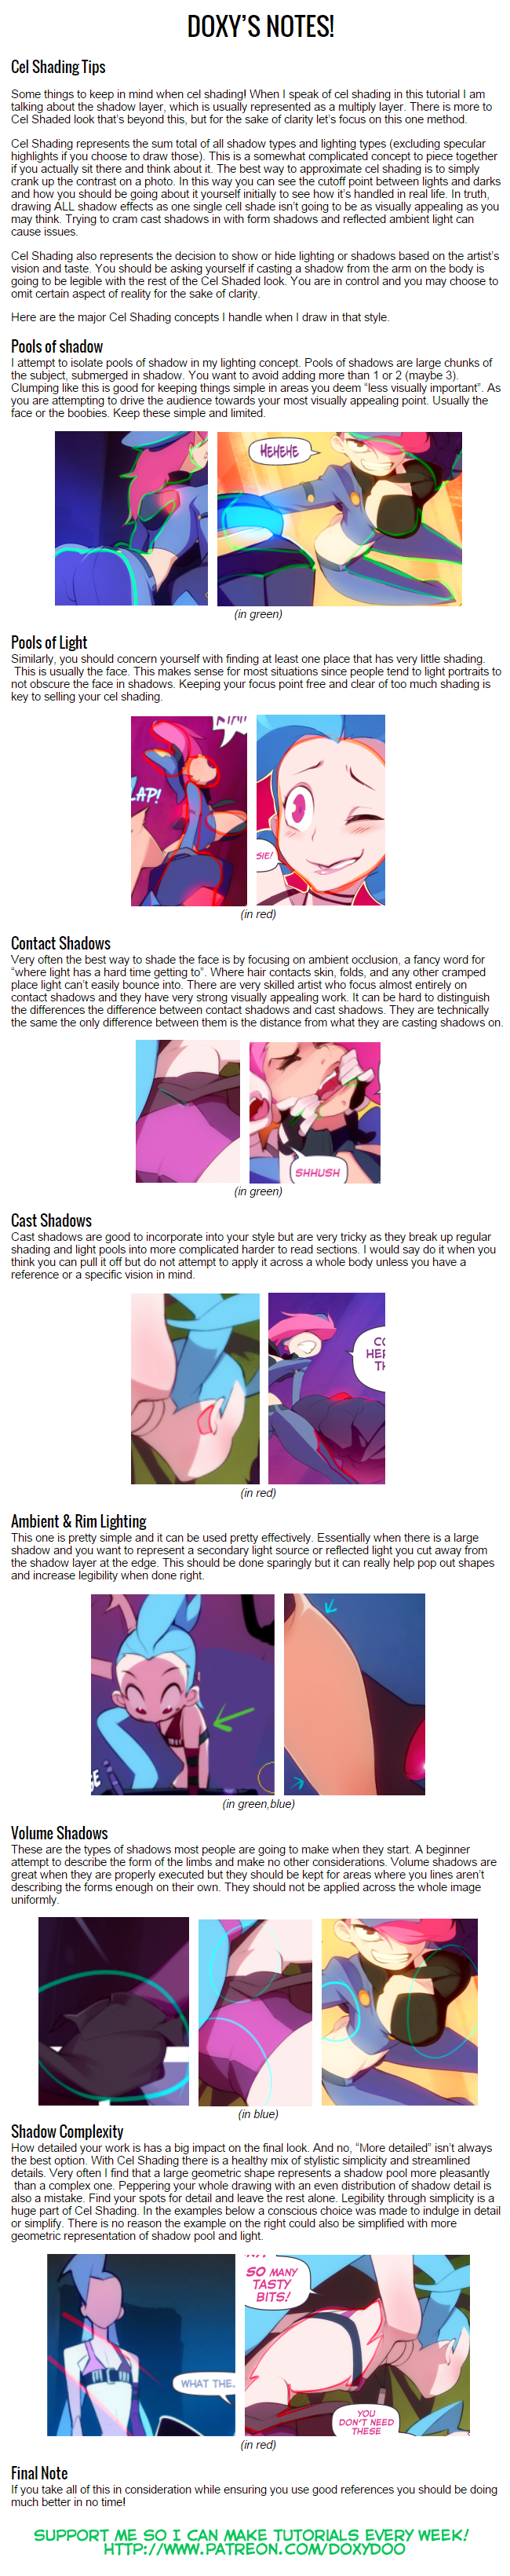 DOXY'S NOTES!
Cel Shading Tips
Some things to keep in mind when cel shading! When I speak of cel shading in this tutorial I am
talking about the shadow layer, which is usually represented as a multiply layer. There is more to
Cel Shaded look that's beyond this, but for the sake of clarity let's focus on this one method.
Cel Shading represents the sum total of all shadow types and lighting types (excluding specular
highlights if you choose to draw those). This is a somewhat complicated concept to piece together
if you actually sit there and think about it. The best way to approximate cel shading is to simply
crank up the contrast on a photo. In this way you can see the cutoff point between lights and darks
and how you should be going about it yourself initially to see how it's handled in real life. In truth,
drawing ALL shadow effects as one single cell shade isn't going to be as visually appealing as you
may think. Trying to cram cast shadows in with form shadows and reflected ambient light can
cause issues.
Cel Shading also represents the decision to show or hide lighting or shadows based on the artist's
vision and taste. You should be asking yourself if casting a shadow from the arm on the body is
going to be legible with the rest of the Cel Shaded look. You are in control and you may choose to
omit certain aspect of reality for the sake of clarity.
Here are the major Cel Shading concepts I handle when I draw in that style.
Pools of shadow
I attempt to isolate pools of shadow in my lighting concept. Pools of shadows are large chunks of
the subject, submerged in shadow. You want to avoid adding more than 1 or 2 (maybe 3).
Clumping like this is good for keeping things simple in areas you deem "less visually important". As
you are attempting to drive the audience towards your most visually appealing point. Usually the
face or the boobies. Keep these simple and limited.
HEHEHE
(in green)
Pools of Light
Similarly, you should concern yourself with finding at least one place that has very little shading.
This is usually the face. This makes sense for most situations since people tend to light portraits to
not obscure the face in shadows. Keeping your focus point free and clear of too much shading is
key to selling your cel shading.
LAP!
SIE!
(in red)
Contact Shadows
Very often the best way to shade the face is by focusing on ambient occlusion, a fancy word for
"where light has a hard time getting to". Where hair contacts skin, folds, and any other cramped
place light can't easily bounce into. There are very skilled artist who focus almost entirely on
contact shadows and they have very strong visually appealing work. It can be hard to distinguish
the differences the difference between contact shadows and cast shadows. They are technically
the same the only difference between them is the distance from what they are casting shadows on.
SHHUSH
(in green)
Cast Shadows
Cast shadows are good to incorporate into your style but are very tricky as they break up regular
shading and light pools into more complicated harder to read sections. I would say do it when you
think you can pull it off but do not attempt to apply it across a whole body unless you have a
reference or a specific vision in mind.
(in red)
Ambient & Rim Lighting
This one is pretty simple and it can be used pretty effectively. Essentially when there is a large
shadow and you want to represent a secondary light source or reflected light you cut away from
the shadow layer at the edge. This should be done sparingly but it can really help pop out shapes
and increase legibility when done right.
(in green,blue)
Volume Shadows
These are the types of shadows most people are going to make when they start. A beginner
attempt to describe the form of the limbs and make no other considerations. Volume shadows are
great when they are properly executed but they should be kept for areas where you lines aren't
describing the forms enough on their own. They should not be applied across the whole image
uniformly.
(in blue)
Shadow Complexity
How detailed your work is has a big impact on the final look. And no, "More detailed" isn't always
the best option. With Cel Shading there is a healthy mix of stylistic simplicity and streamlined
details. Very often I find that a large geometric shape represents a shadow pool more pleasantly
than a complex one. Peppering your whole drawing with an even distribution of shadow detail is
also a mistake. Find your spots for detail and leave the rest alone. Legibility through simplicity is a
huge part of Cel Shading. In the examples below a conscious choice was made to indulge in detail
or simplify. There is no reason the example on the right could also be simplified with more
geometric representation of shadow pool and light.
WHAT THE.
SO MANY
TASTY
BITS!
YOU
DON'T NEED
THESE
(in red)
Final Note
If you take all of this in consideration while ensuring you use good references you should be doing
much better in no time!
SUPPORT ME SO I CAN MAKE TUTORIALS EVERY WEEK!
HTTP://WWW.PATREON.COM/DOXYDOO